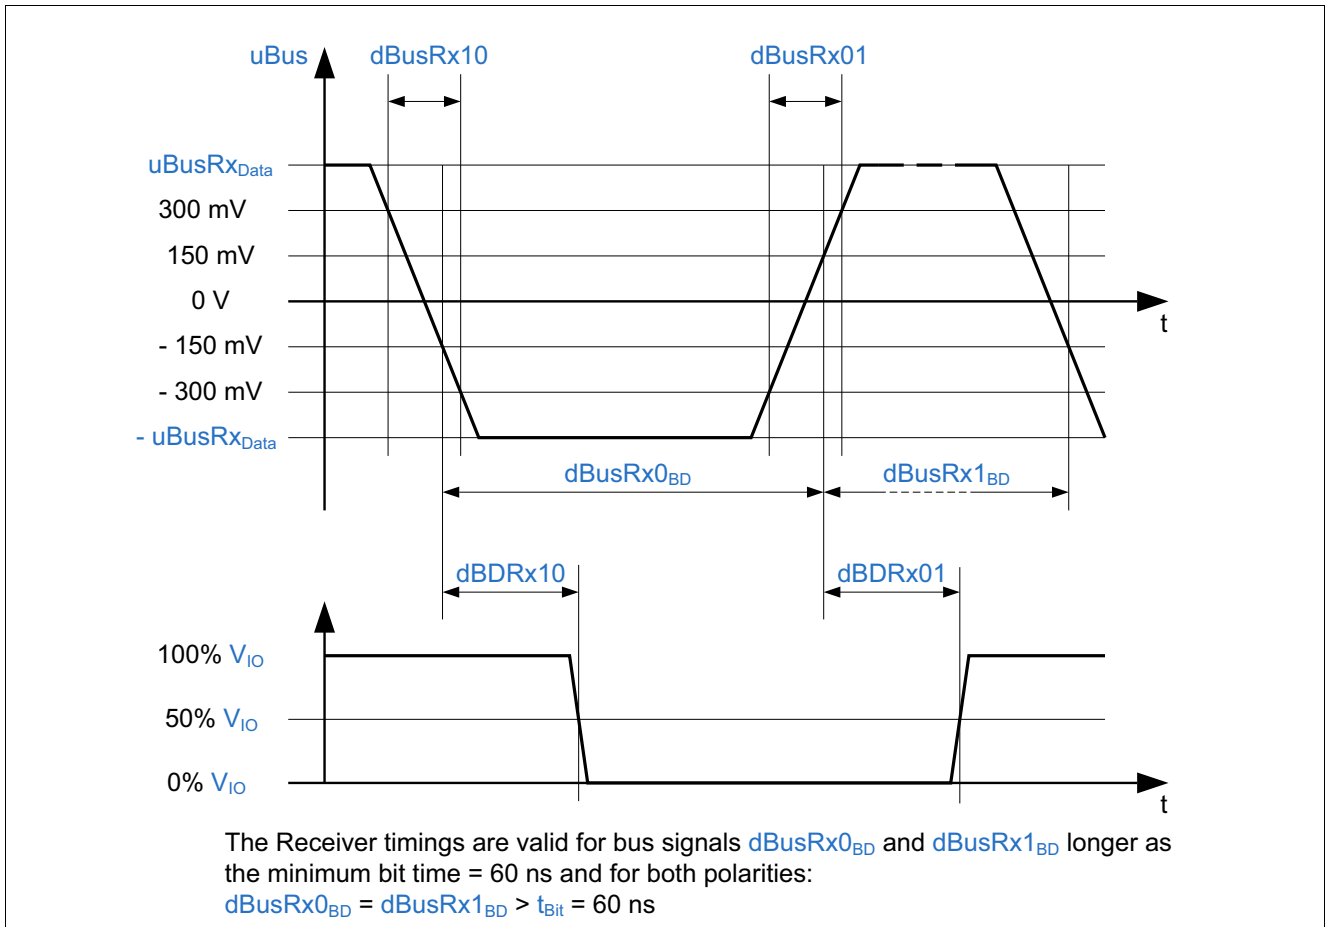 uBus dBusRx10 dBusRx01
uBusRxData
300 mV
150 mV
0 V
t
- 150 mV
- 300 mV
- uBusRxData
dBusRx0BD dBusRx1BD
dBDRx10 dBDRx01
100% VIO
50% VIO
0% VIO
t
The Receiver timings are valid for bus signals dBusRx0BD and dBusRx1BD longer as
the minimum bit time = 60 ns and for both polarities:
dBusRx0BD = dBusRx1BD > tBit = 60 ns